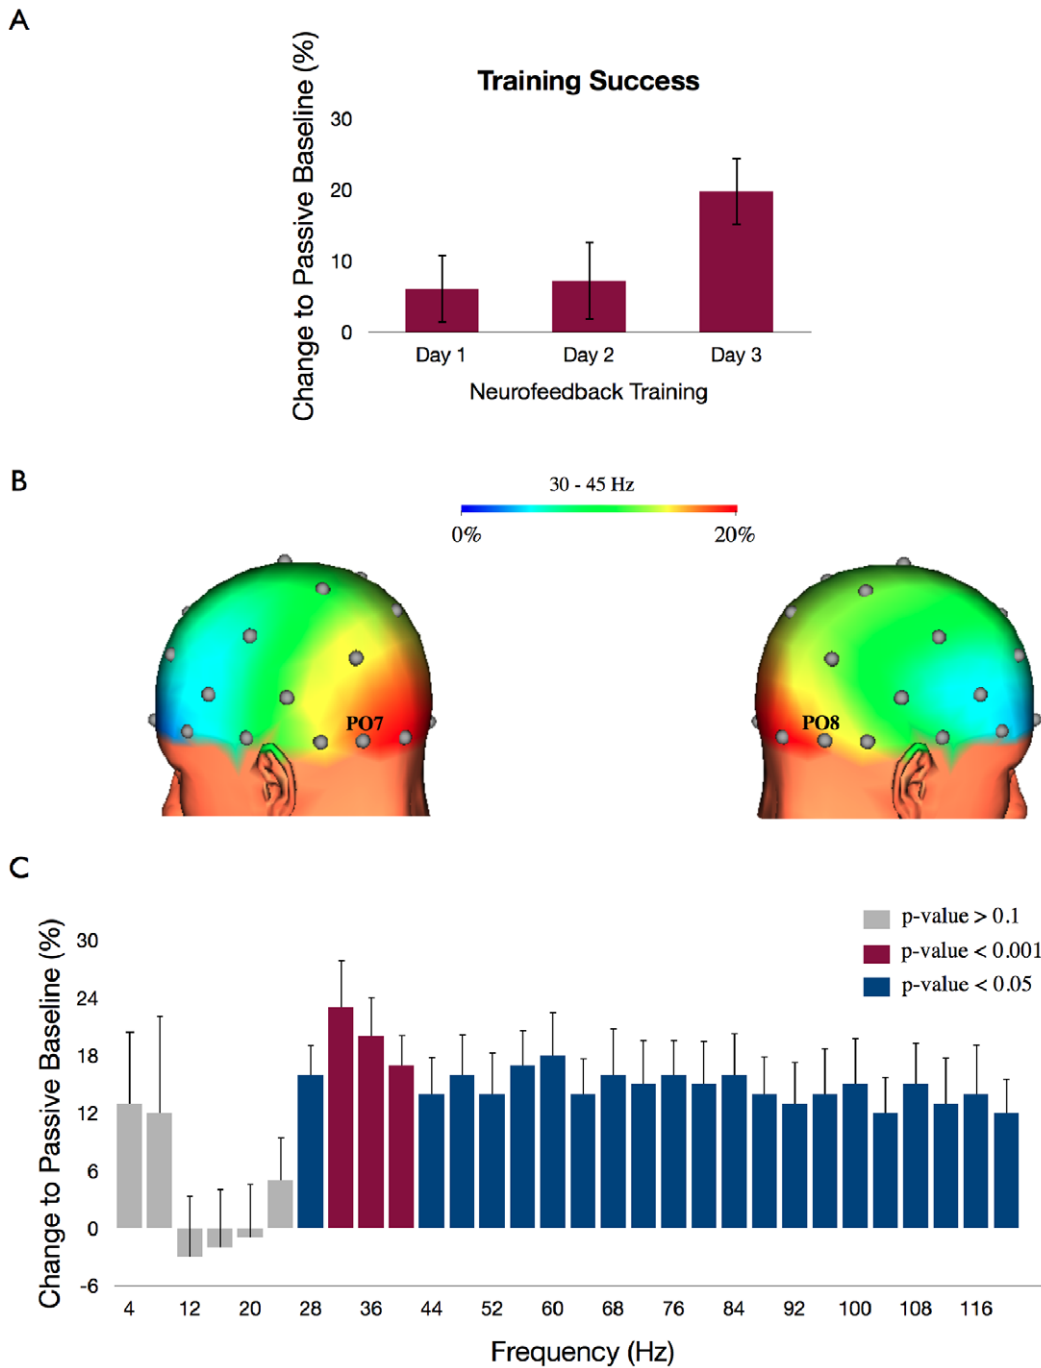 A
Training Success
Change to Passive Baseline (%)
30
20
10
0
Day 1 Day 2 Day 3
Neurofeedback Training
B
30 - 45 Hz
0% 20%
PO7 PO8
C
Change to Passive Baseline (%)
p-value > 0.1
p-value < 0.001
p-value < 0.05
30
24
18
12
6
0
-6
4 12 20 28 36 44 52 60 68 76 84 92 100 108 116
Frequency (Hz)